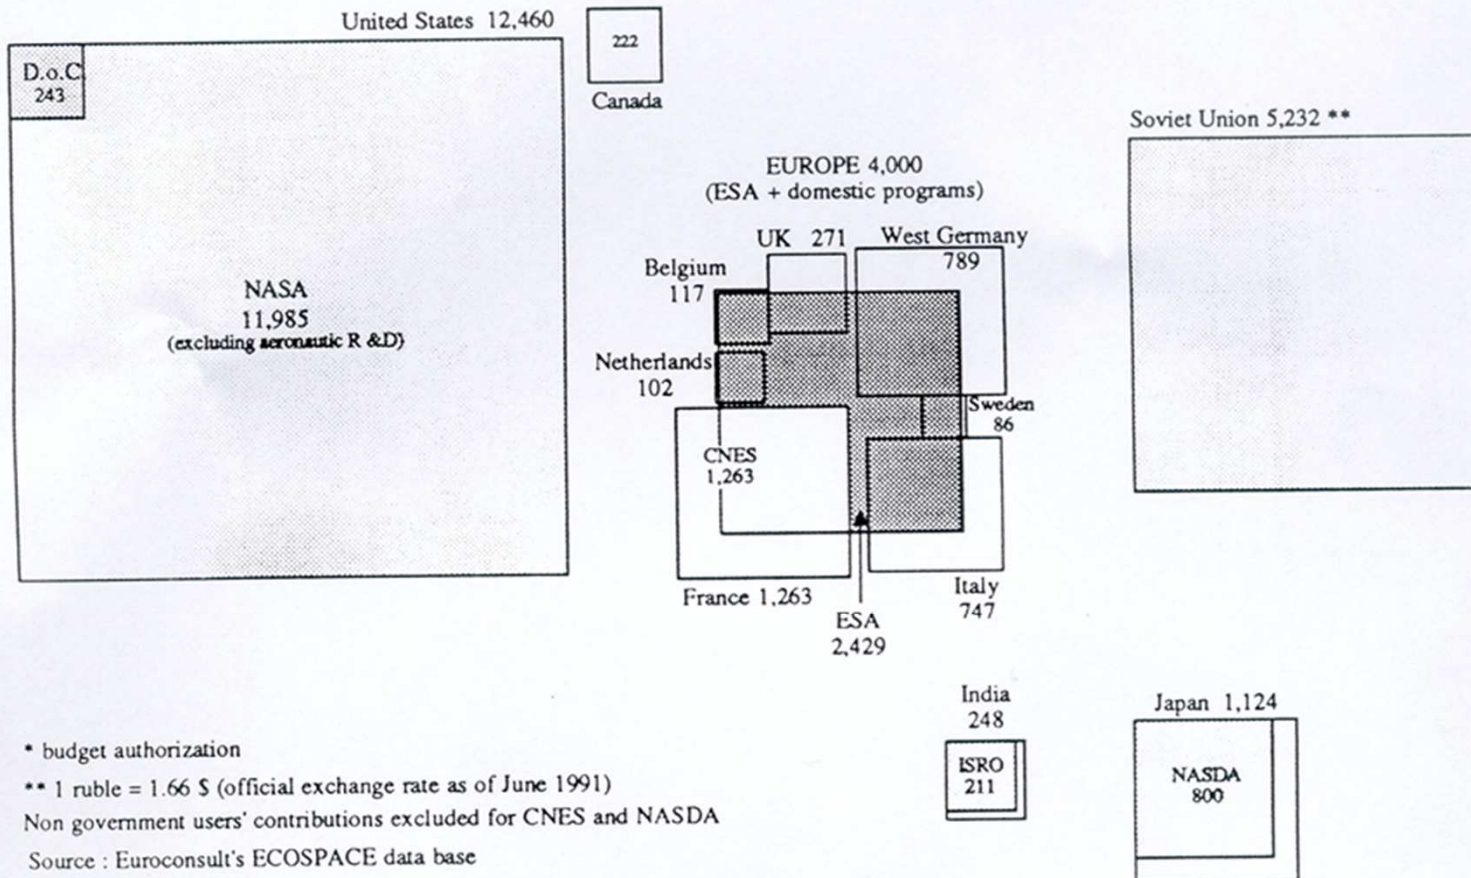 United States 12,460
D.o.C
243
NASA
11,985
(excluding aeronautic R &D)
222
Canada
EUROPE 4,000
(ESA + domestic programs)
UK 271
West Germany
789
Belgium
117
Netherlands
102
Sweden
86
CNES
1,263
France 1,263
ESA
2,429
Italy
747
Soviet Union 5,232 **
India
248
ISRO
211
Japan 1,124
NASDA
800
* budget authorization
** 1 ruble = 1.66 $ (official exchange rate as of June 1991)
Non government users' contributions excluded for CNES and NASDA
Source : Euroconsult's ECOSPACE data base